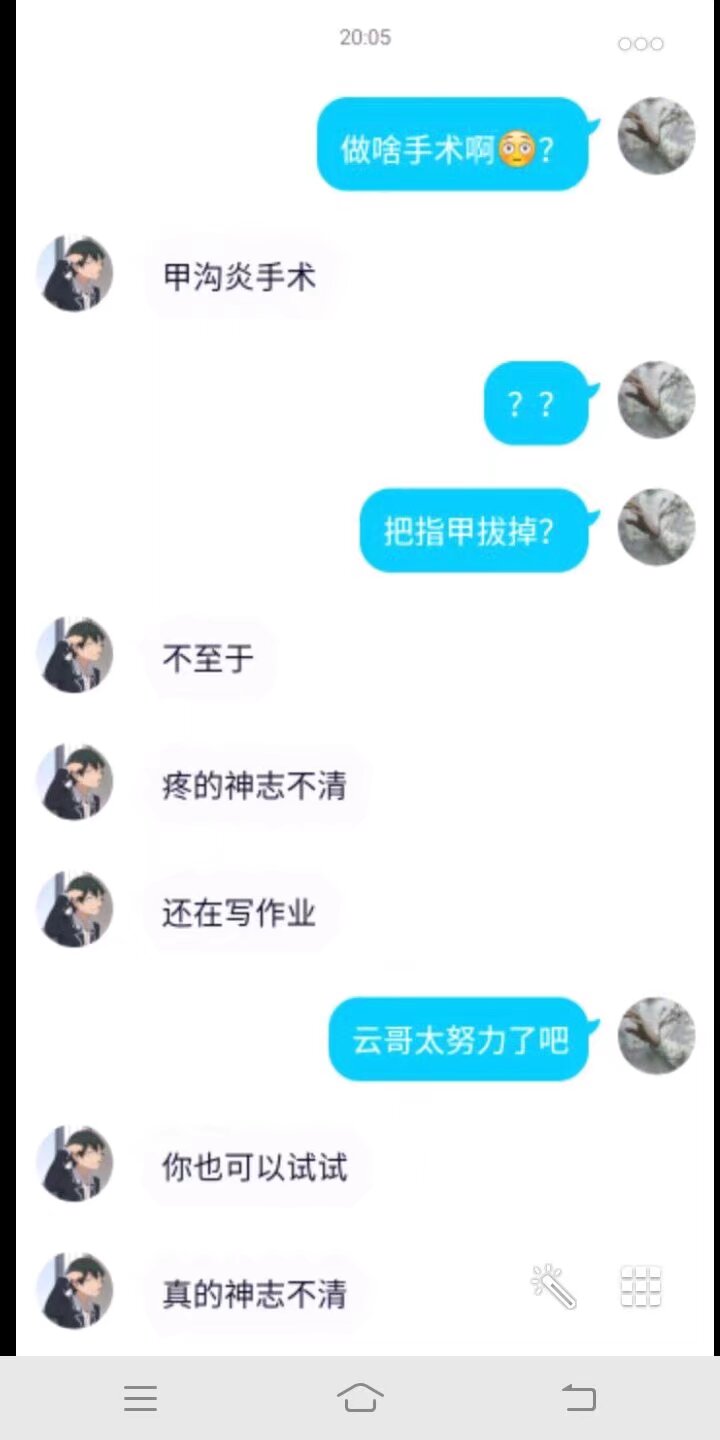 20:05
做啥手术啊😳？
甲沟炎手术
？？
把指甲拔掉？
不至于
疼的神志不清
还在写作业
云哥太努力了吧
你也可以试试
真的神志不清